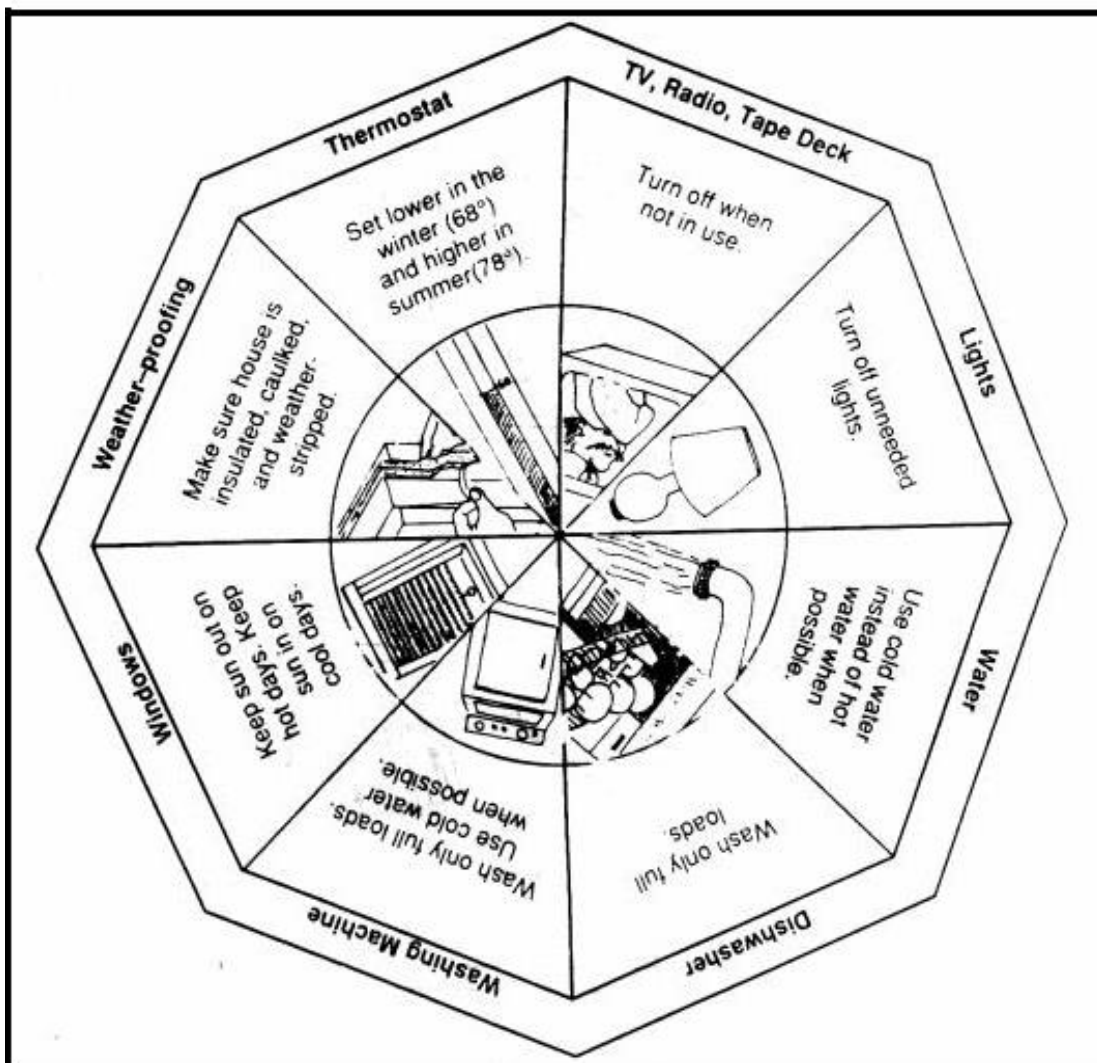 Thermostat
Set lower in the
winter (68°)
and higher in
summer(78°).
TV, Radio, Tape Deck
Turn off when
not in use.
Lights
Turn off unneeded
lights.
Water
Use cold water
instead of hot
water when
possible.
Dishwasher
Wash only full
loads.
Washing Machine
Wash only full loads.
Use cold water
when possible.
Windows
Keep sun out on
hot days. Keep
sun in on
cool days.
Weather-proofing
Make sure house is
insulated, caulked,
and weather-
stripped.